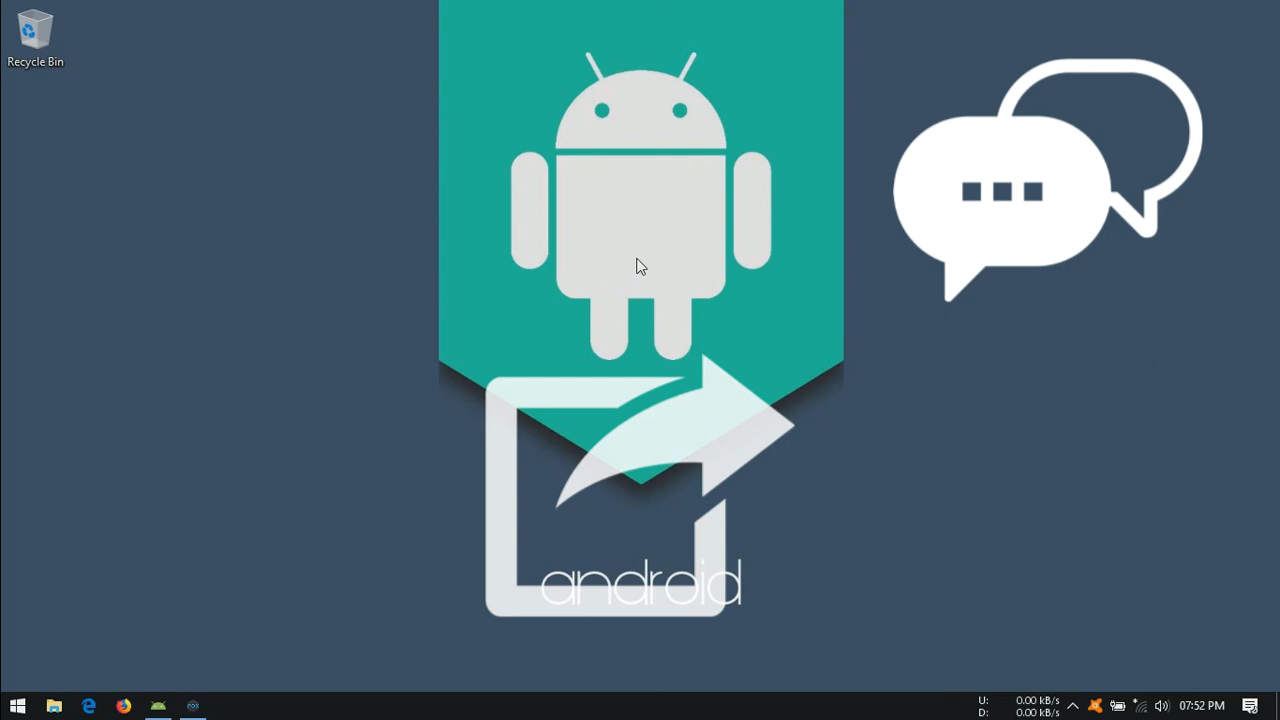 Recycle Bin
android
U: 0.00 kB/s
D: 0.00 kB/s
07:52 PM